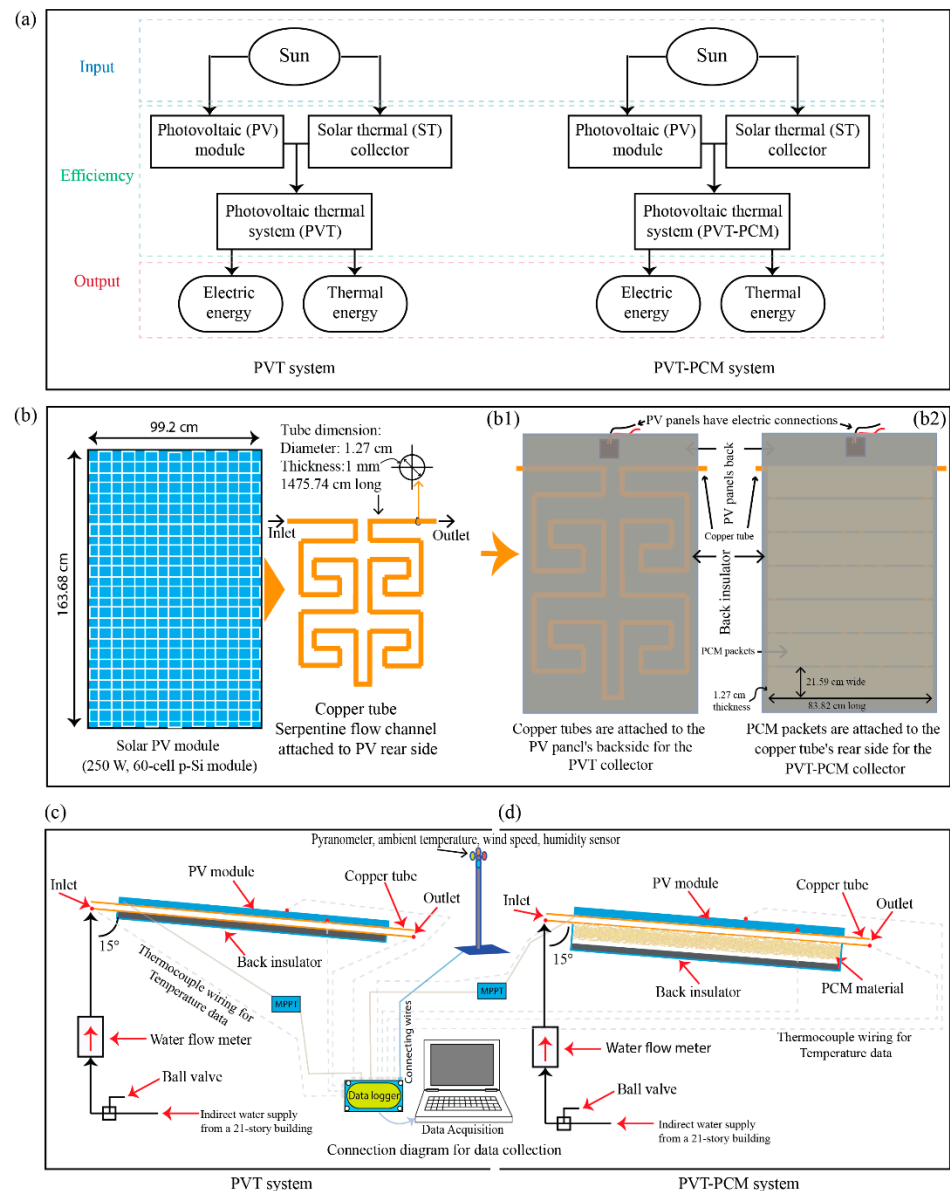 (a)
Input
Sun
Sun
Photovoltaic (PV)
module
Solar thermal (ST)
collector
Photovoltaic (PV)
module
Solar thermal (ST)
collector
Efficiemcy
Photovoltaic thermal
system (PVT)
Photovoltaic thermal
system (PVT-PCM)
Output
Electric
energy
Thermal
energy
Electric
energy
Thermal
energy
PVT system
PVT-PCM system
(b)
99.2 cm
163.68 cm
Solar PV module
(250 W, 60-cell p-Si module)
Tube dimension:
Diameter: 1.27 cm
Thickness:1 mm
1475.74 cm long
Inlet
Outlet
Copper tube
Serpentine flow channel
attached to PV rear side
(b1)
PV panels have electric connections
(b2)
PV panels back
Copper tube
Back insulator
PCM packets
21.59 cm wide
1.27 cm
thickness
83.82 cm long
Copper tubes are attached to the
PV panel's backside for the
PVT collector
PCM packets are attached to the
copper tube's rear side for the
PVT-PCM collector
(c)
Inlet
PV module
Copper tube
Outlet
15°
Back insulator
Thermocouple wiring for
Temperature data
MPPT
Water flow meter
Ball valve
Indirect water supply
from a 21-story building
Pyranometer, ambient temperature, wind speed, humidity sensor
Connecting wires
Data logger
Data Acquisition
Connection diagram for data collection
PVT system
(d)
Inlet
PV module
Copper tube
Outlet
15°
MPPT
Back insulator
PCM material
Thermocouple wiring for
Temperature data
Water flow meter
Ball valve
Indirect water supply
from a 21-story building
PVT-PCM system